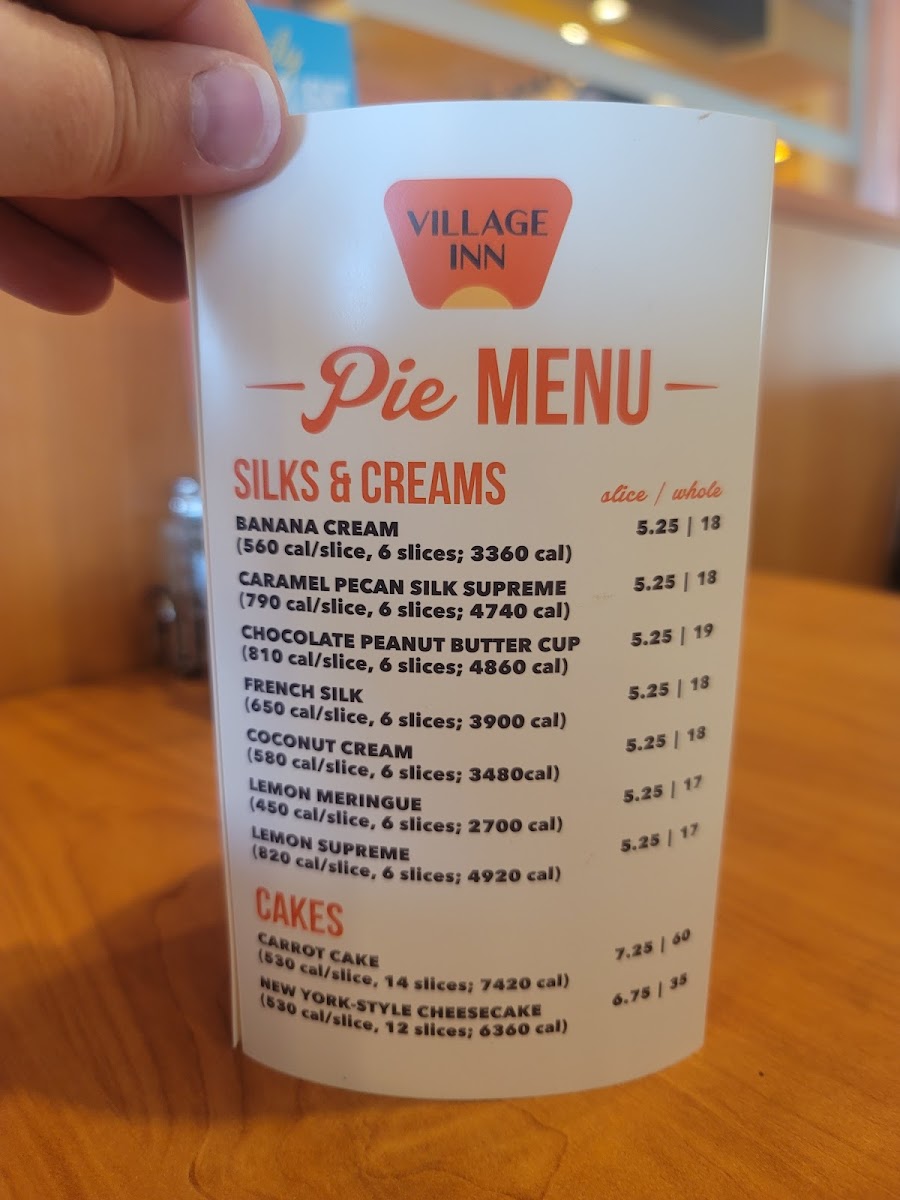 VILLAGE
INN
Pie MENU
SILKS & CREAMS slice / whole
BANANA CREAM 5.25 | 18
(560 cal/slice, 6 slices; 3360 cal)
CARAMEL PECAN SILK SUPREME 5.25 | 18
(790 cal/slice, 6 slices; 4740 cal)
CHOCOLATE PEANUT BUTTER CUP 5.25 | 19
(810 cal/slice, 6 slices; 4860 cal)
FRENCH SILK 5.25 | 18
(650 cal/slice, 6 slices; 3900 cal)
COCONUT CREAM 5.25 | 18
(580 cal/slice, 6 slices; 3480cal)
LEMON MERINGUE 5.25 | 17
(450 cal/slice, 6 slices; 2700 cal)
LEMON SUPREME 5.25 | 17
(820 cal/slice, 6 slices; 4920 cal)
CAKES
CARROT CAKE 7.25 | 60
(530 cal/slice, 14 slices; 7420 cal)
NEW YORK-STYLE CHEESECAKE 6.75 | 35
(530 cal/slice, 12 slices; 6360 cal)